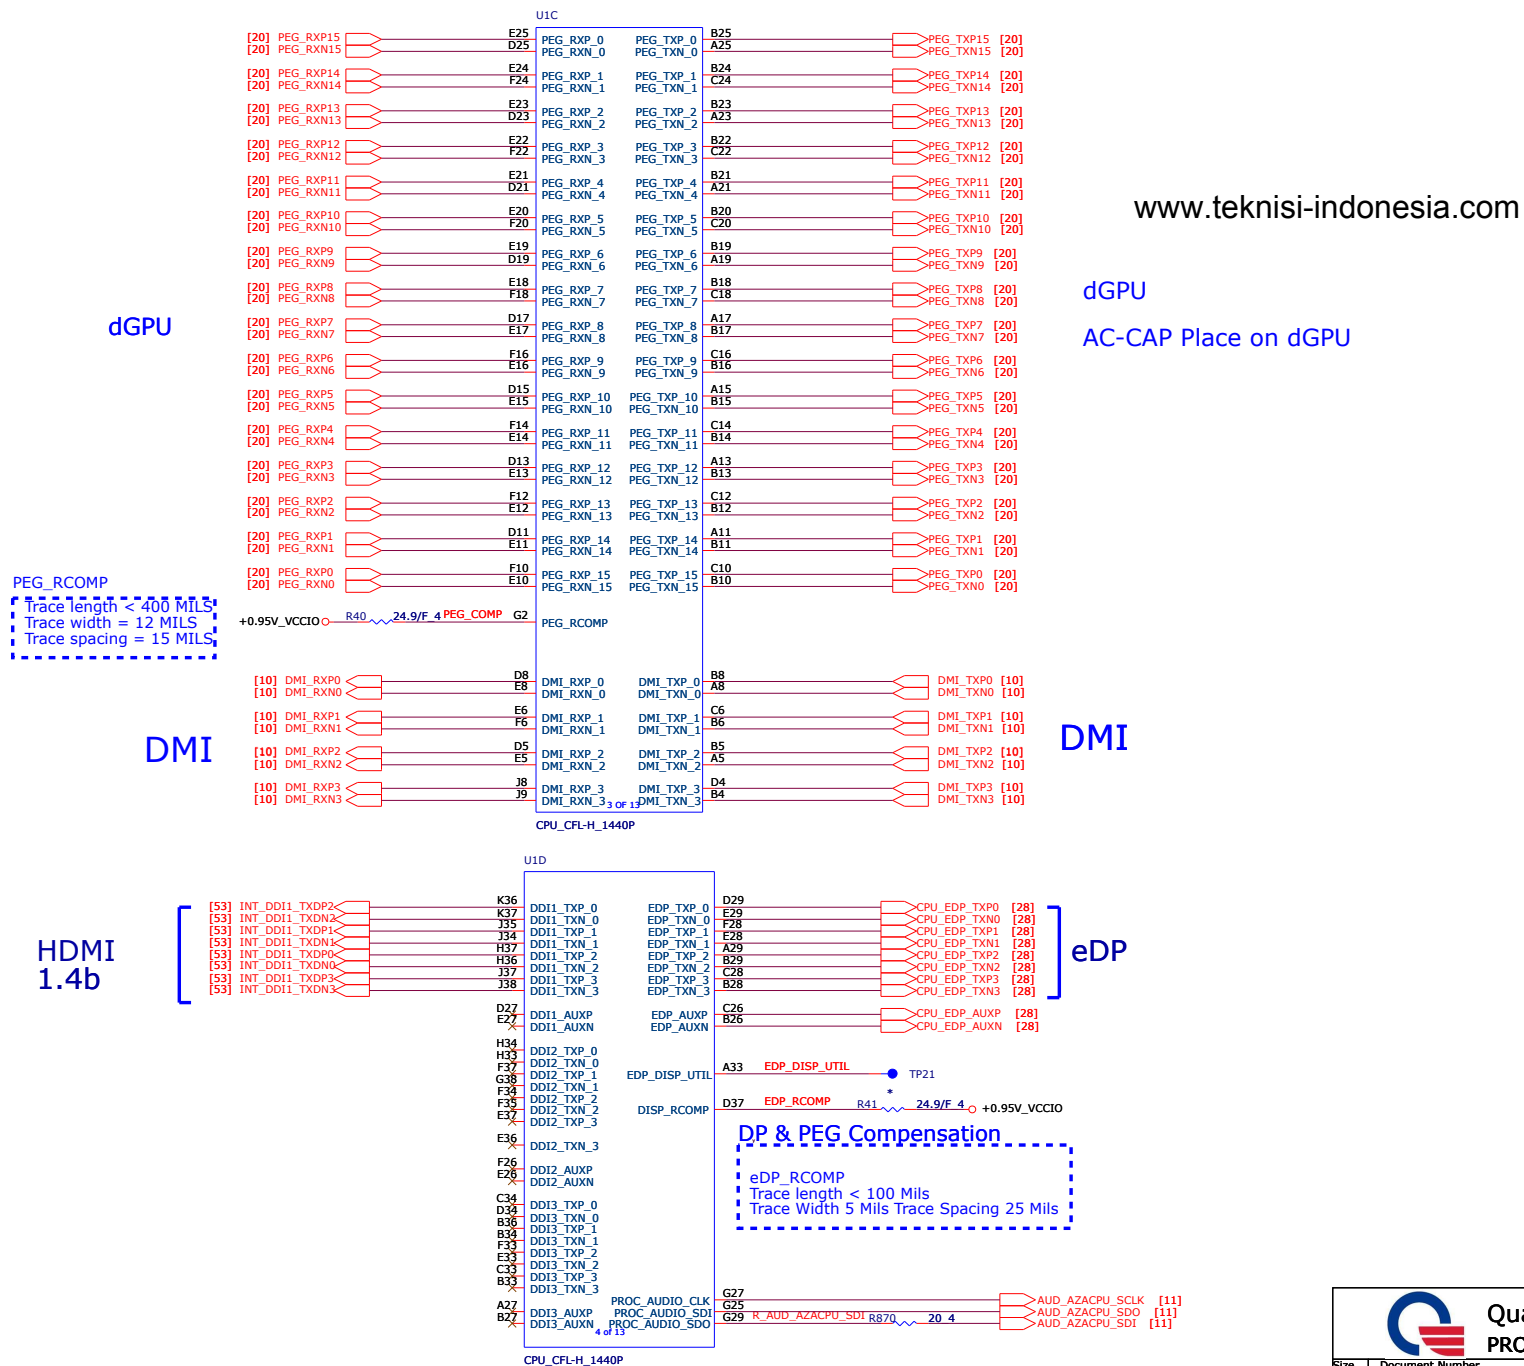 U1C
[20] PEG_RXP15 E25 PEG_RXP_0 PEG_TXP_0 B25 PEG_TXP15 [20]
[20] PEG_RXN15 D25 PEG_RXN_0 PEG_TXN_0 A25 PEG_TXN15 [20]
[20] PEG_RXP14 E24 PEG_RXP_1 PEG_TXP_1 B24 PEG_TXP14 [20]
[20] PEG_RXN14 F24 PEG_RXN_1 PEG_TXN_1 C24 PEG_TXN14 [20]
[20] PEG_RXP13 E23 PEG_RXP_2 PEG_TXP_2 B23 PEG_TXP13 [20]
[20] PEG_RXN13 D23 PEG_RXN_2 PEG_TXN_2 A23 PEG_TXN13 [20]
[20] PEG_RXP12 E22 PEG_RXP_3 PEG_TXP_3 B22 PEG_TXP12 [20]
[20] PEG_RXN12 F22 PEG_RXN_3 PEG_TXN_3 C22 PEG_TXN12 [20]
[20] PEG_RXP11 E21 PEG_RXP_4 PEG_TXP_4 B21 PEG_TXP11 [20]
[20] PEG_RXN11 D21 PEG_RXN_4 PEG_TXN_4 A21 PEG_TXN11 [20]
www.teknisi-indonesia.com
[20] PEG_RXP10 E20 PEG_RXP_5 PEG_TXP_5 B20 PEG_TXP10 [20]
[20] PEG_RXN10 F20 PEG_RXN_5 PEG_TXN_5 C20 PEG_TXN10 [20]
[20] PEG_RXP9 E19 PEG_RXP_6 PEG_TXP_6 B19 PEG_TXP9 [20]
[20] PEG_RXN9 D19 PEG_RXN_6 PEG_TXN_6 A19 PEG_TXN9 [20]
[20] PEG_RXP8 E18 PEG_RXP_7 PEG_TXP_7 B18 PEG_TXP8 [20]
[20] PEG_RXN8 F18 PEG_RXN_7 PEG_TXN_7 C18 PEG_TXN8 [20]
dGPU
dGPU
AC-CAP Place on dGPU
[20] PEG_RXP7 D17 PEG_RXP_8 PEG_TXP_8 A17 PEG_TXP7 [20]
[20] PEG_RXN7 E17 PEG_RXN_8 PEG_TXN_8 B17 PEG_TXN7 [20]
[20] PEG_RXP6 F16 PEG_RXP_9 PEG_TXP_9 C16 PEG_TXP6 [20]
[20] PEG_RXN6 E16 PEG_RXN_9 PEG_TXN_9 B16 PEG_TXN6 [20]
[20] PEG_RXP5 D15 PEG_RXP_10 PEG_TXP_10 A15 PEG_TXP5 [20]
[20] PEG_RXN5 E15 PEG_RXN_10 PEG_TXN_10 B15 PEG_TXN5 [20]
[20] PEG_RXP4 F14 PEG_RXP_11 PEG_TXP_11 C14 PEG_TXP4 [20]
[20] PEG_RXN4 E14 PEG_RXN_11 PEG_TXN_11 B14 PEG_TXN4 [20]
[20] PEG_RXP3 D13 PEG_RXP_12 PEG_TXP_12 A13 PEG_TXP3 [20]
[20] PEG_RXN3 E13 PEG_RXN_12 PEG_TXN_12 B13 PEG_TXN3 [20]
[20] PEG_RXP2 F12 PEG_RXP_13 PEG_TXP_13 C12 PEG_TXP2 [20]
[20] PEG_RXN2 E12 PEG_RXN_13 PEG_TXN_13 B12 PEG_TXN2 [20]
[20] PEG_RXP1 D11 PEG_RXP_14 PEG_TXP_14 A11 PEG_TXP1 [20]
[20] PEG_RXN1 E11 PEG_RXN_14 PEG_TXN_14 B11 PEG_TXN1 [20]
[20] PEG_RXP0 F10 PEG_RXP_15 PEG_TXP_15 C10 PEG_TXP0 [20]
[20] PEG_RXN0 E10 PEG_RXN_15 PEG_TXN_15 B10 PEG_TXN0 [20]
PEG_RCOMP
Trace length < 400 MILS
Trace width = 12 MILS
Trace spacing = 15 MILS
+0.95V_VCCIO R40 24.9/F_4 PEG_COMP G2 PEG_RCOMP
[10] DMI_RXP0 D8 DMI_RXP_0 DMI_TXP_0 B8 DMI_TXP0 [10]
[10] DMI_RXN0 E8 DMI_RXN_0 DMI_TXN_0 A8 DMI_TXN0 [10]
[10] DMI_RXP1 E6 DMI_RXP_1 DMI_TXP_1 C6 DMI_TXP1 [10]
[10] DMI_RXN1 F6 DMI_RXN_1 DMI_TXN_1 B6 DMI_TXN1 [10]
DMI
DMI
[10] DMI_RXP2 D5 DMI_RXP_2 DMI_TXP_2 B5 DMI_TXP2 [10]
[10] DMI_RXN2 E5 DMI_RXN_2 DMI_TXN_2 A5 DMI_TXN2 [10]
[10] DMI_RXP3 J8 DMI_RXP_3 DMI_TXP_3 D4 DMI_TXP3 [10]
[10] DMI_RXN3 J9 DMI_RXN_3 3 OF 13 DMI_TXN_3 B4 DMI_TXN3 [10]
CPU_CFL-H_1440P
U1D
[53] INT_DDI1_TXDP2 K36 DDI1_TXP_0 EDP_TXP_0 D29 CPU_EDP_TXP0 [28]
[53] INT_DDI1_TXDN2 K37 DDI1_TXN_0 EDP_TXN_0 E29 CPU_EDP_TXN0 [28]
[53] INT_DDI1_TXDP1 J35 DDI1_TXP_1 EDP_TXP_1 F28 CPU_EDP_TXP1 [28]
[53] INT_DDI1_TXDN1 J34 DDI1_TXN_1 EDP_TXN_1 E28 CPU_EDP_TXN1 [28]
[53] INT_DDI1_TXDP0 H37 DDI1_TXP_2 EDP_TXP_2 A29 CPU_EDP_TXP2 [28]
[53] INT_DDI1_TXDN0 H36 DDI1_TXN_2 EDP_TXN_2 B29 CPU_EDP_TXN2 [28]
[53] INT_DDI1_TXDP3 J37 DDI1_TXP_3 EDP_TXP_3 C28 CPU_EDP_TXP3 [28]
[53] INT_DDI1_TXDN3 J38 DDI1_TXN_3 EDP_TXN_3 B28 CPU_EDP_TXN3 [28]
HDMI
1.4b
eDP
D27 DDI1_AUXP EDP_AUXP C26 CPU_EDP_AUXP [28]
E27 DDI1_AUXN EDP_AUXN B26 CPU_EDP_AUXN [28]
H34 DDI2_TXP_0
H33 DDI2_TXN_0
F37 DDI2_TXP_1 EDP_DISP_UTIL A33 EDP_DISP_UTIL TP21
G38 DDI2_TXN_1
F34 DDI2_TXP_2 *
F35 DDI2_TXN_2 DISP_RCOMP D37 EDP_RCOMP R41 24.9/F_4 +0.95V_VCCIO
E37 DDI2_TXP_3
E36 DDI2_TXN_3
DP & PEG Compensation
F26 DDI2_AUXP
E26 DDI2_AUXN
eDP_RCOMP
Trace length < 100 Mils
Trace Width 5 Mils Trace Spacing 25 Mils
C34 DDI3_TXP_0
D34 DDI3_TXN_0
B36 DDI3_TXP_1
B34 DDI3_TXN_1
F33 DDI3_TXP_2
E33 DDI3_TXN_2
C33 DDI3_TXP_3
B33 DDI3_TXN_3
PROC_AUDIO_CLK G27 AUD_AZACPU_SCLK [11]
A27 DDI3_AUXP PROC_AUDIO_SDI G25 AUD_AZACPU_SDO [11]
B27 DDI3_AUXN PROC_AUDIO_SDO G29 R_AUD_AZACPU_SDI R870 20_4 AUD_AZACPU_SDI [11]
4 of 13
CPU_CFL-H_1440P
Qua
PRO
Size Document Number